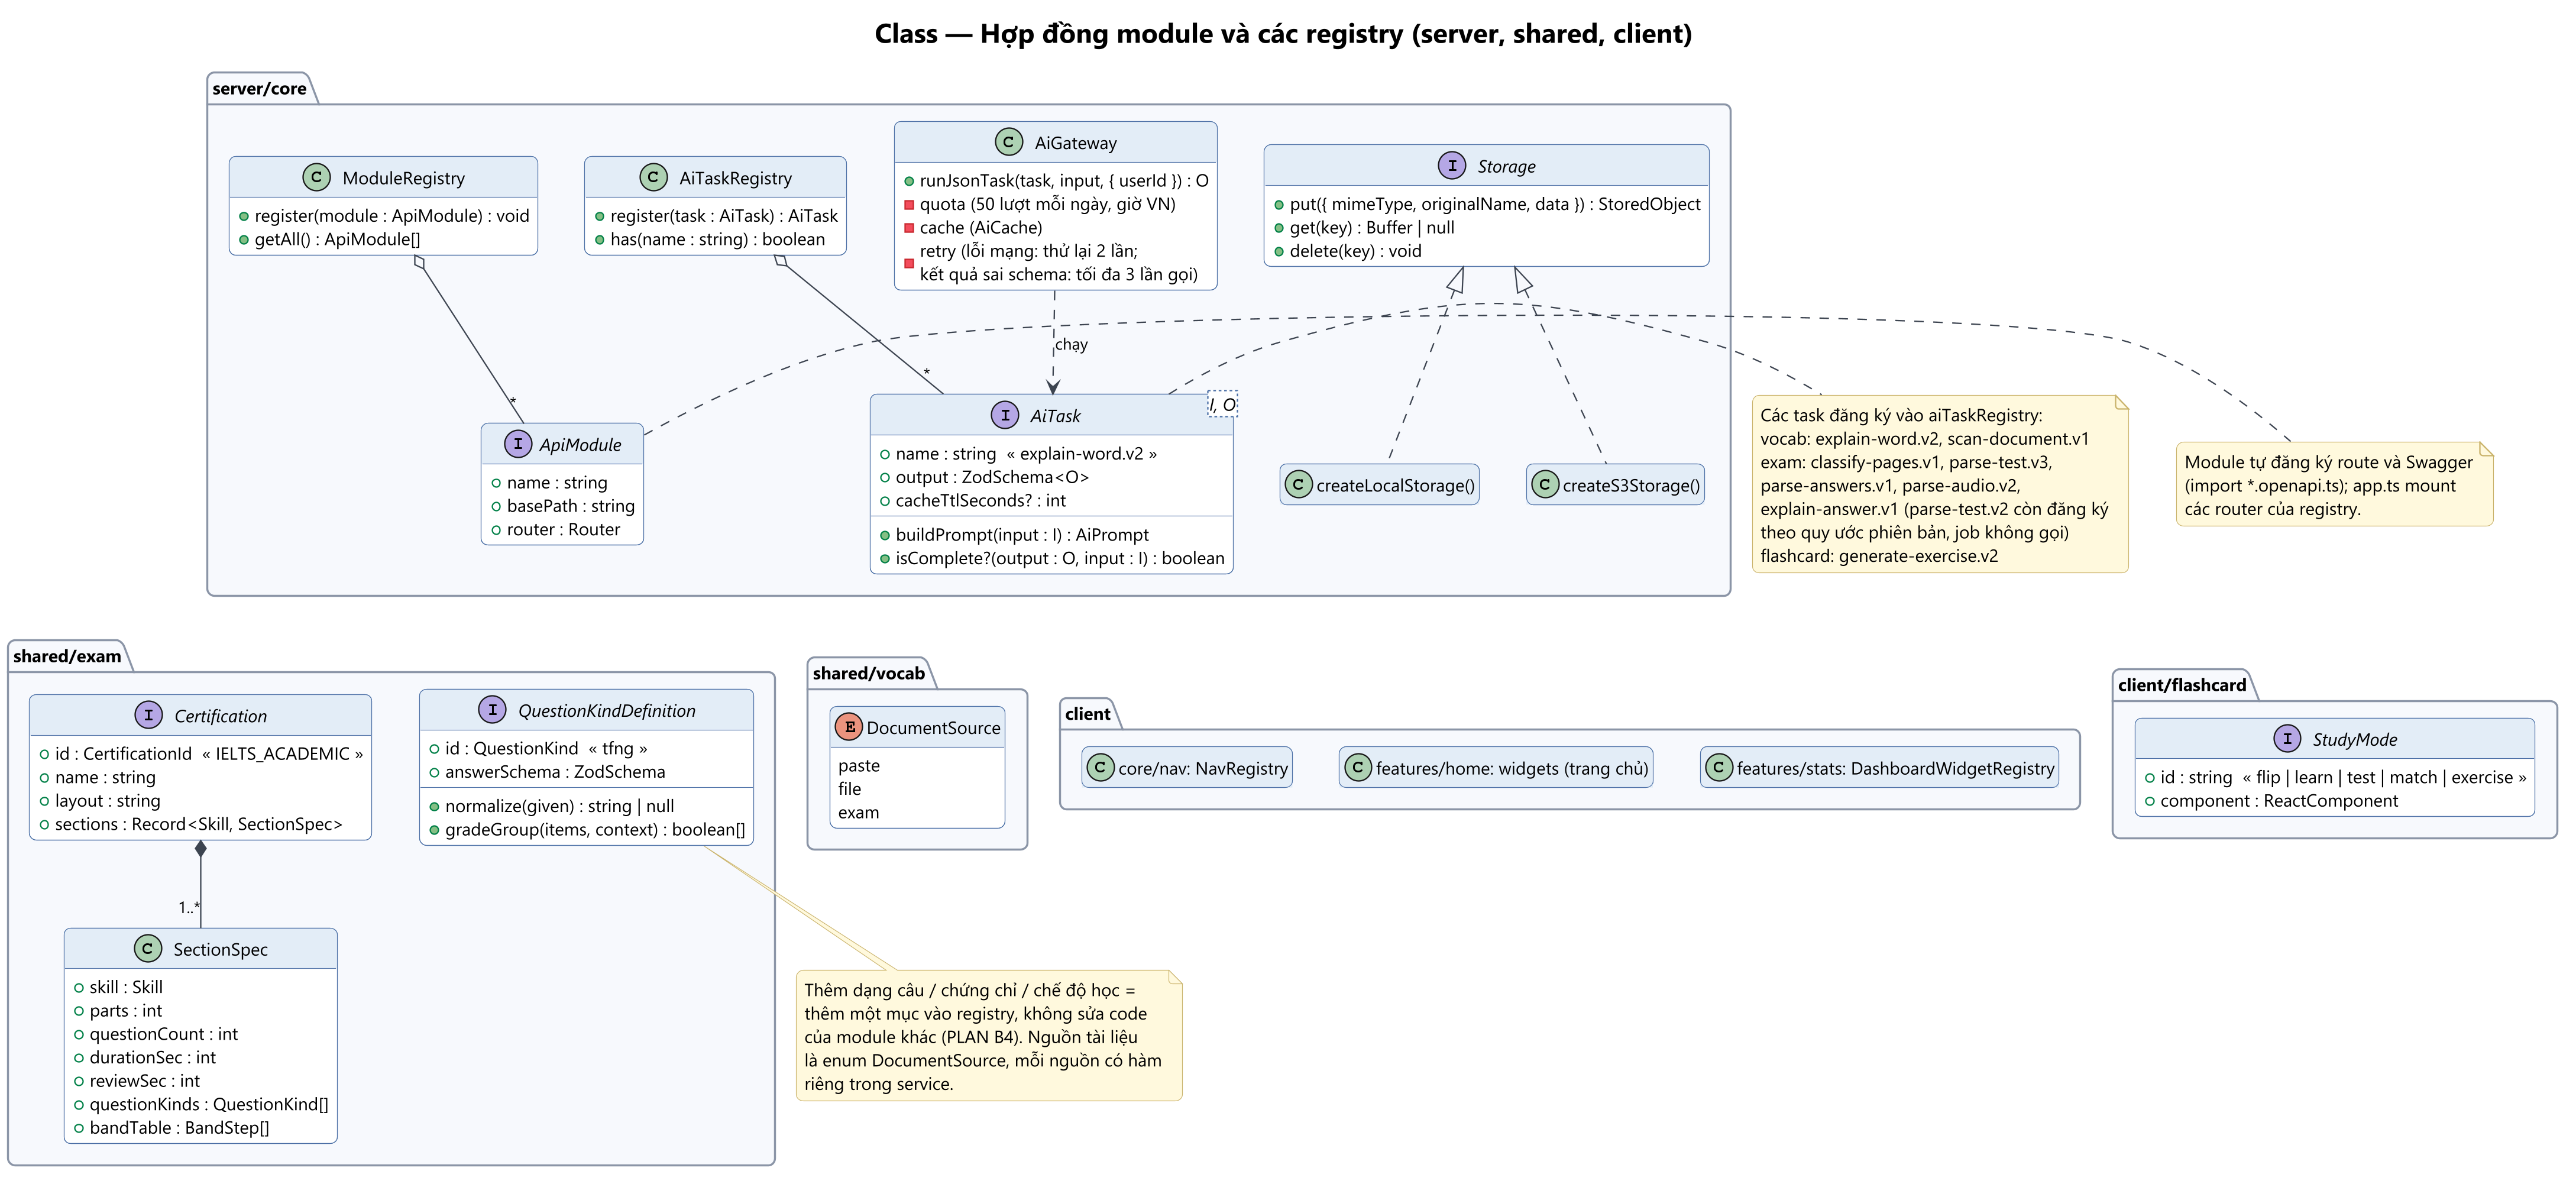 Class — Hợp đồng module và các registry (server, shared, client)
server/core
C ModuleRegistry
register(module : ApiModule) : void
getAll() : ApiModule[]
C AiTaskRegistry
register(task : AiTask) : AiTask
has(name : string) : boolean
C AiGateway
runJsonTask(task, input, { userId }) : O
quota (50 lượt mỗi ngày, giờ VN)
cache (AiCache)
retry (lỗi mạng: thử lại 2 lần;
kết quả sai schema: tối đa 3 lần gọi)
I Storage
put({ mimeType, originalName, data }) : StoredObject
get(key) : Buffer | null
delete(key) : void
chạy
*
*
I ApiModule
name : string
basePath : string
router : Router
I AiTask
I, O
name : string « explain-word.v2 »
output : ZodSchema<O>
cacheTtlSeconds? : int
buildPrompt(input : I) : AiPrompt
isComplete?(output : O, input : I) : boolean
C createLocalStorage()
C createS3Storage()
Các task đăng ký vào aiTaskRegistry:
vocab: explain-word.v2, scan-document.v1
exam: classify-pages.v1, parse-test.v3,
parse-answers.v1, parse-audio.v2,
explain-answer.v1 (parse-test.v2 còn đăng ký
theo quy ước phiên bản, job không gọi)
flashcard: generate-exercise.v2
Module tự đăng ký route và Swagger
(import *.openapi.ts); app.ts mount
các router của registry.
shared/exam
I Certification
id : CertificationId « IELTS_ACADEMIC »
name : string
layout : string
sections : Record<Skill, SectionSpec>
I QuestionKindDefinition
id : QuestionKind « tfng »
answerSchema : ZodSchema
normalize(given) : string | null
gradeGroup(items, context) : boolean[]
1..*
C SectionSpec
skill : Skill
parts : int
questionCount : int
durationSec : int
reviewSec : int
questionKinds : QuestionKind[]
bandTable : BandStep[]
shared/vocab
E DocumentSource
paste
file
exam
client
C core/nav: NavRegistry
C features/home: widgets (trang chủ)
C features/stats: DashboardWidgetRegistry
client/flashcard
I StudyMode
id : string « flip | learn | test | match | exercise »
component : ReactComponent
Thêm dạng câu / chứng chỉ / chế độ học =
thêm một mục vào registry, không sửa code
của module khác (PLAN B4). Nguồn tài liệu
là enum DocumentSource, mỗi nguồn có hàm
riêng trong service.